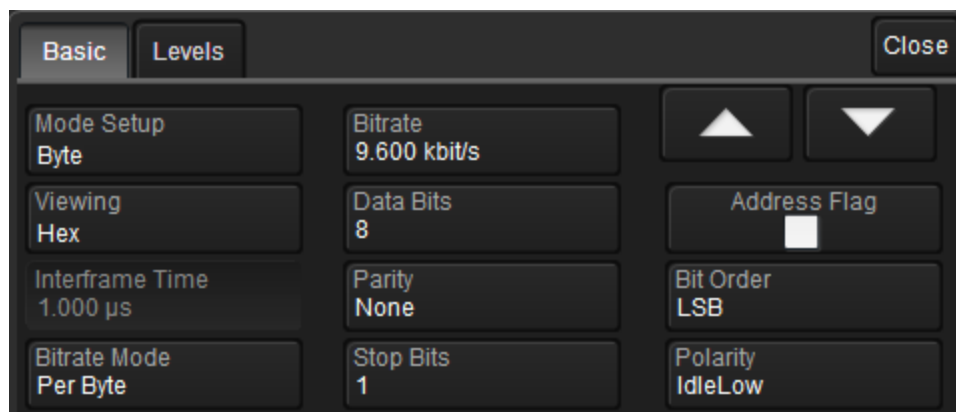 Basic
Levels
Close
Mode Setup
Byte
Bitrate
9.600 kbit/s
Viewing
Hex
Data Bits
8
Address Flag
Interframe Time
1.000 µs
Parity
None
Bit Order
LSB
Bitrate Mode
Per Byte
Stop Bits
1
Polarity
IdleLow